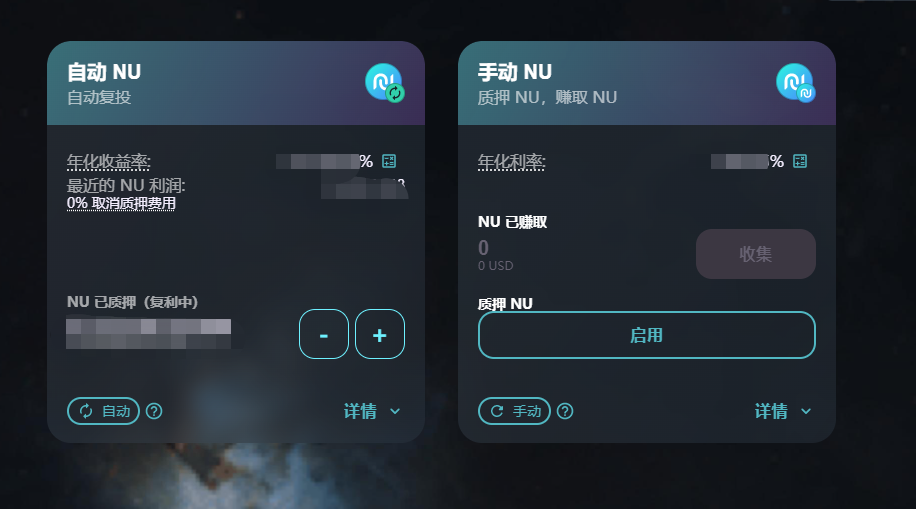 自动 NU
自动复投
年化收益率:
%
最近的 NU 利润:
0% 取消质押费用
NU 已质押（复利中）
-
+
自动
详情
手动 NU
质押 NU，赚取 NU
年化利率:
%
NU 已赚取
0
0 USD
收集
质押 NU
启用
手动
详情